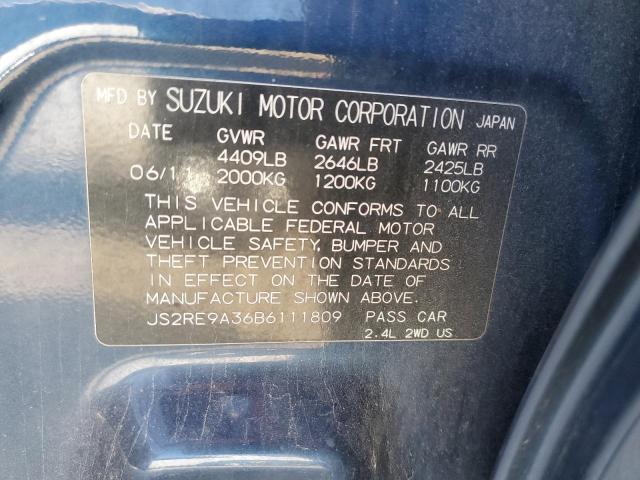 MFD BY SUZUKI MOTOR CORPORATION JAPAN
DATE GVWR GAWR FRT GAWR RR
4409LB 2646LB 2425LB
06/11 2000KG 1200KG 1100KG
THIS VEHICLE CONFORMS TO ALL
APPLICABLE FEDERAL MOTOR
VEHICLE SAFETY, BUMPER AND
THEFT PREVENTION STANDARDS
IN EFFECT ON THE DATE OF
MANUFACTURE SHOWN ABOVE.
JS2RE9A36B6111809 PASS CAR
2.4L 2WD US